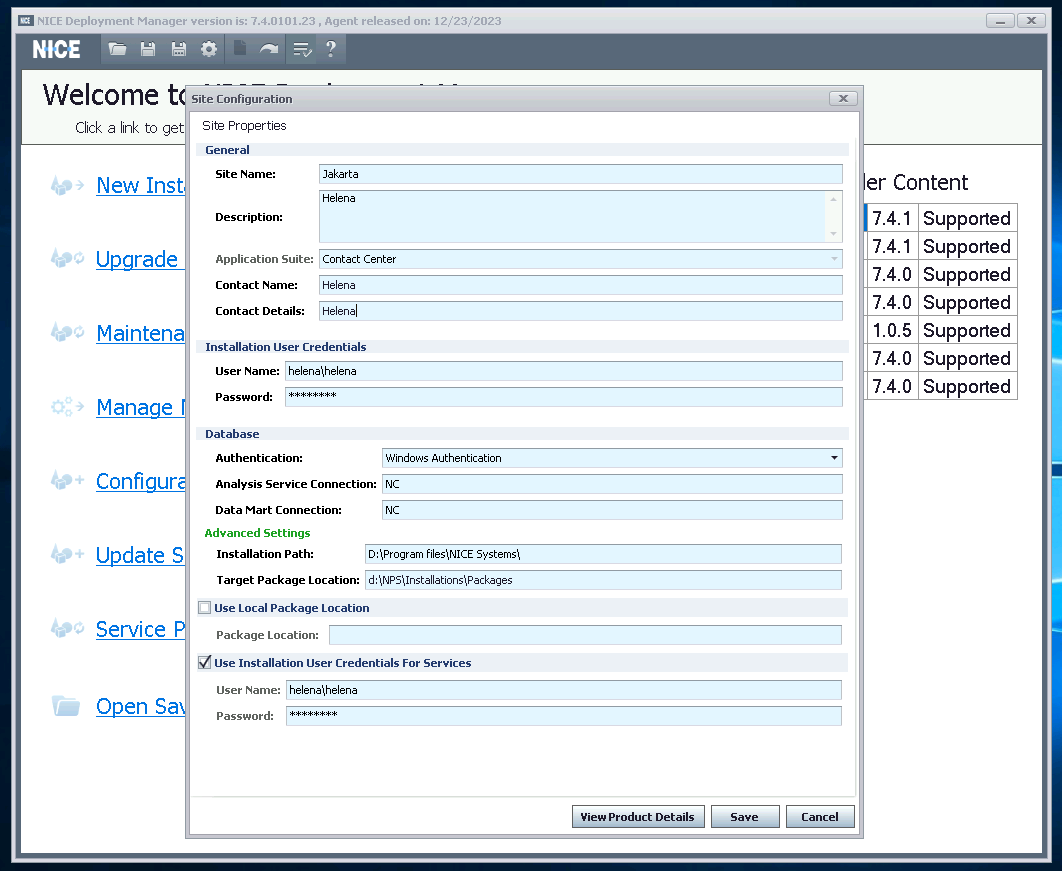 NICE Deployment Manager version is: 7.4.0101.23 , Agent released on: 12/23/2023
NICE
Welcome to
Click a link to get
Site Configuration
Site Properties
General
Site Name: Jakarta
Description: Helena
Application Suite: Contact Center
Contact Name: Helena
Contact Details: Helena
Installation User Credentials
User Name: helena\helena
Password: ********
Database
Authentication: Windows Authentication
Analysis Service Connection: NC
Data Mart Connection: NC
Advanced Settings
Installation Path: D:\Program files\NICE Systems\
Target Package Location: d:\NPS\Installations\Packages
Use Local Package Location
Package Location:
Use Installation User Credentials For Services
User Name: helena\helena
Password: ********
View Product Details Save Cancel
New Insta
Upgrade
Maintena
Manage
Configura
Update S
Service P
Open Sav
er Content
7.4.1 Supported
7.4.1 Supported
7.4.0 Supported
7.4.0 Supported
1.0.5 Supported
7.4.0 Supported
7.4.0 Supported